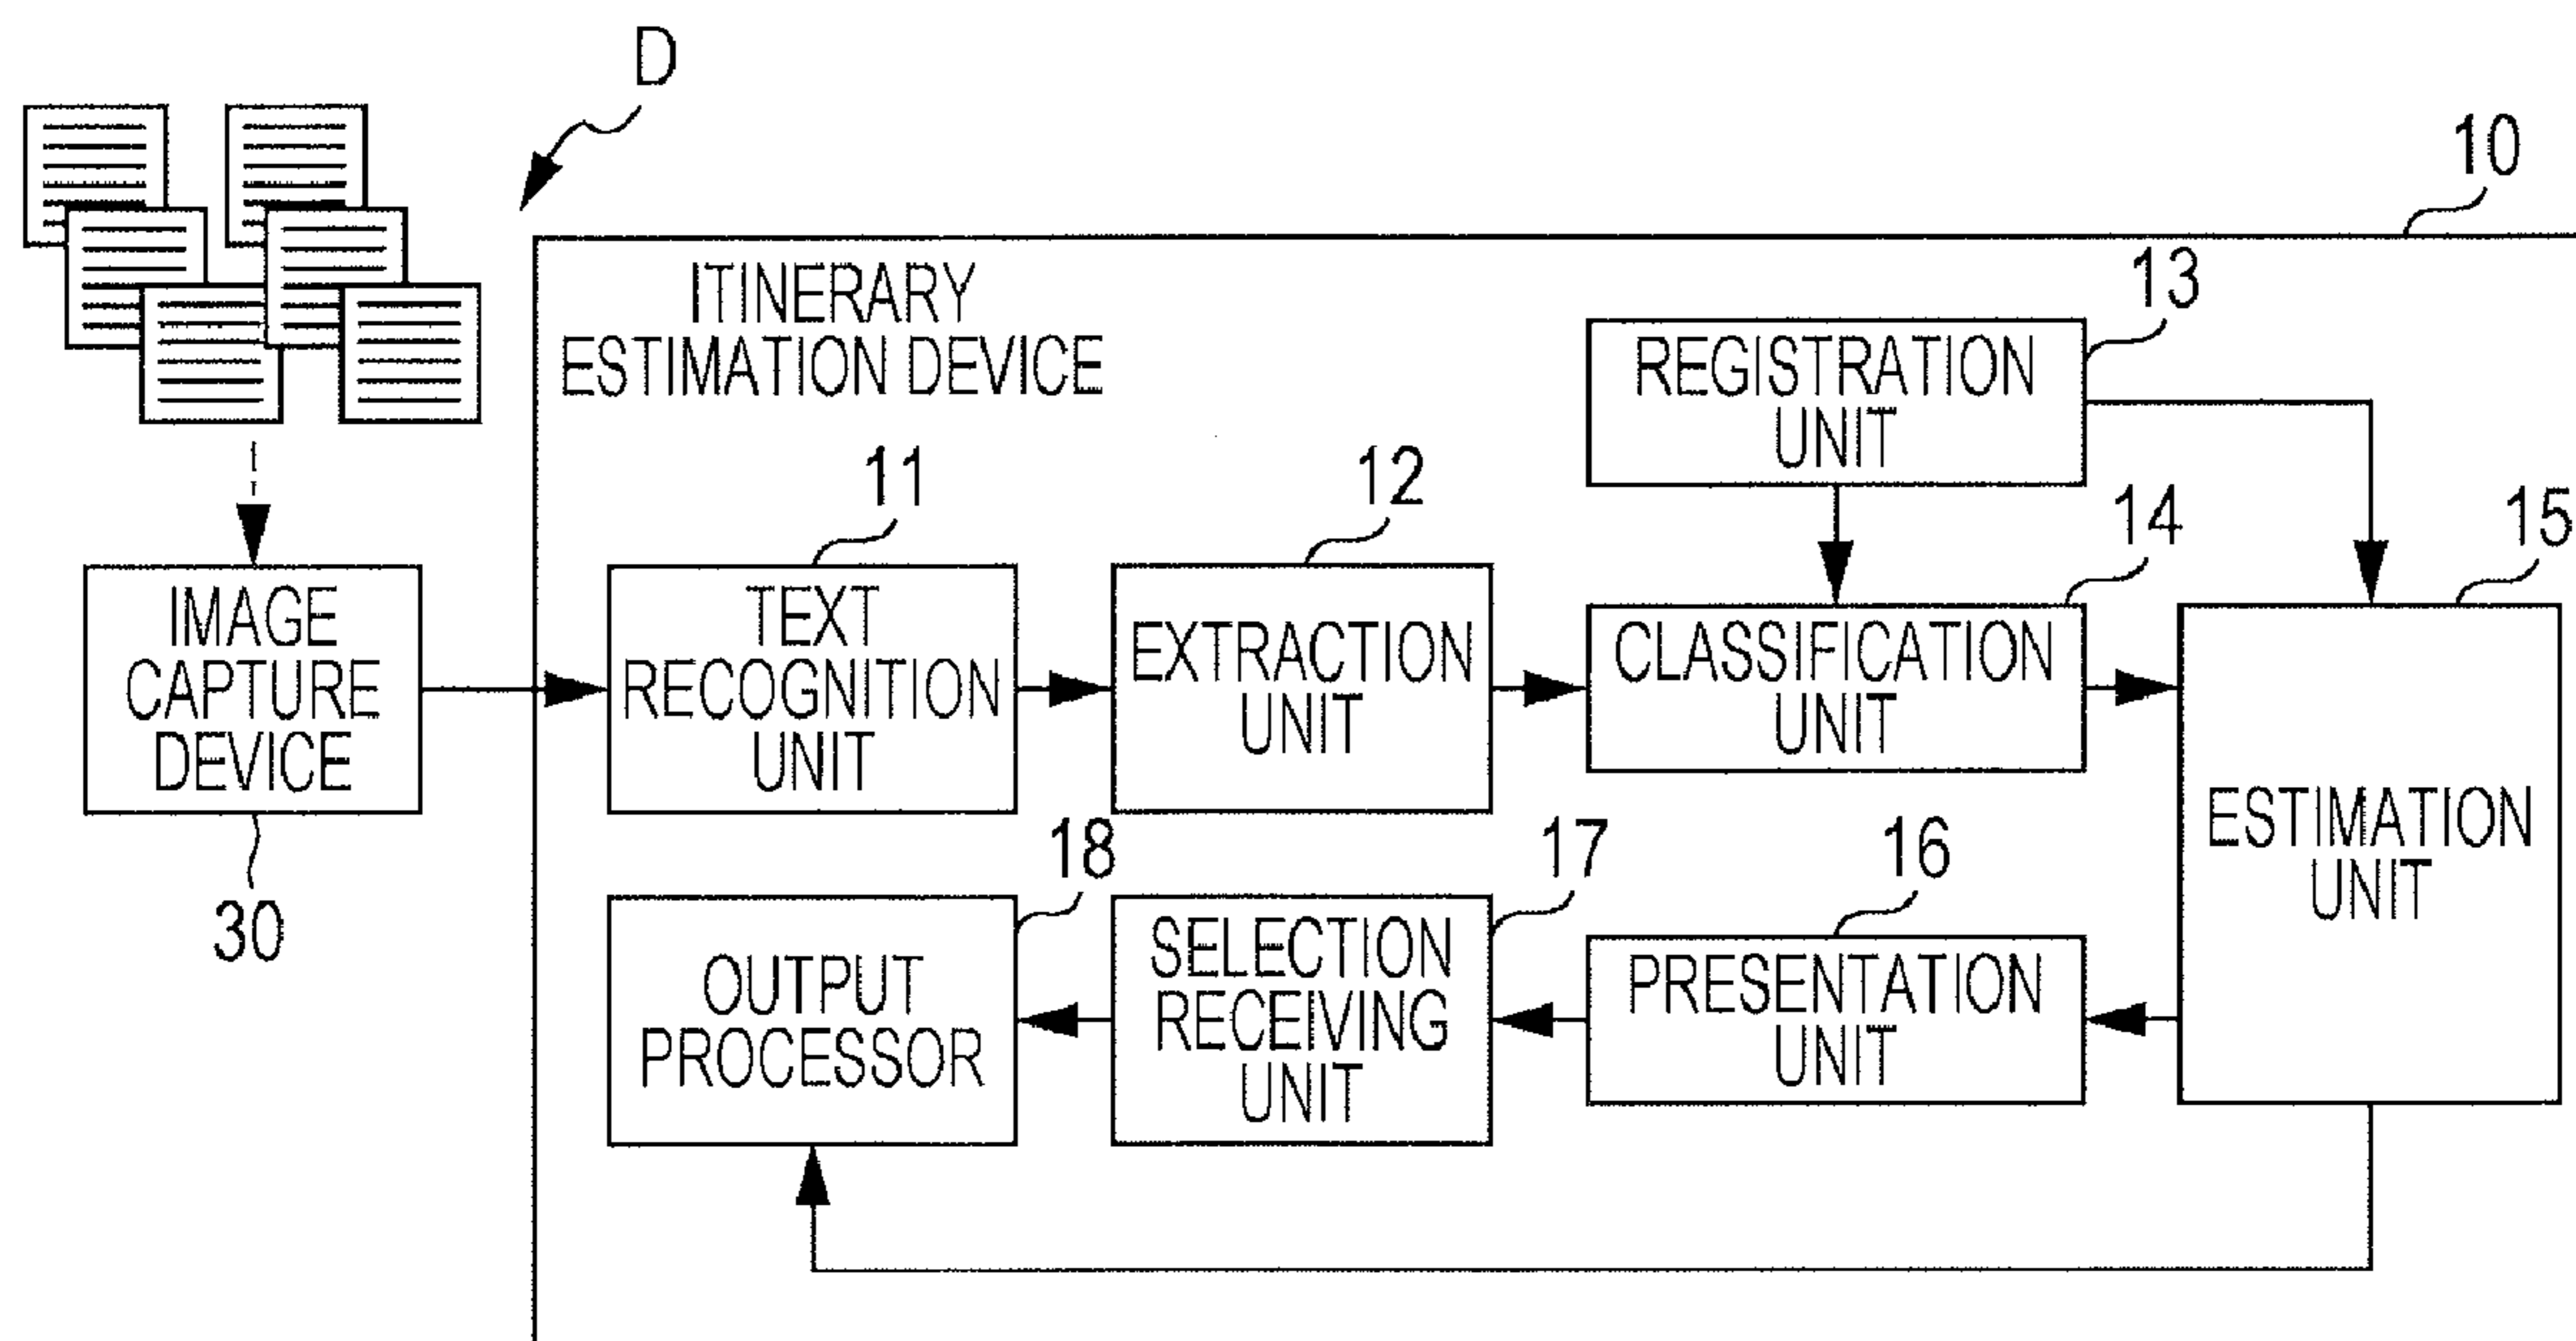 D
10
ITINERARY
ESTIMATION DEVICE
13
REGISTRATION
UNIT
11
12
14
15
IMAGE
CAPTURE
DEVICE
30
TEXT
RECOGNITION
UNIT
EXTRACTION
UNIT
CLASSIFICATION
UNIT
ESTIMATION
UNIT
18
17
16
OUTPUT
PROCESSOR
SELECTION
RECEIVING
UNIT
PRESENTATION
UNIT